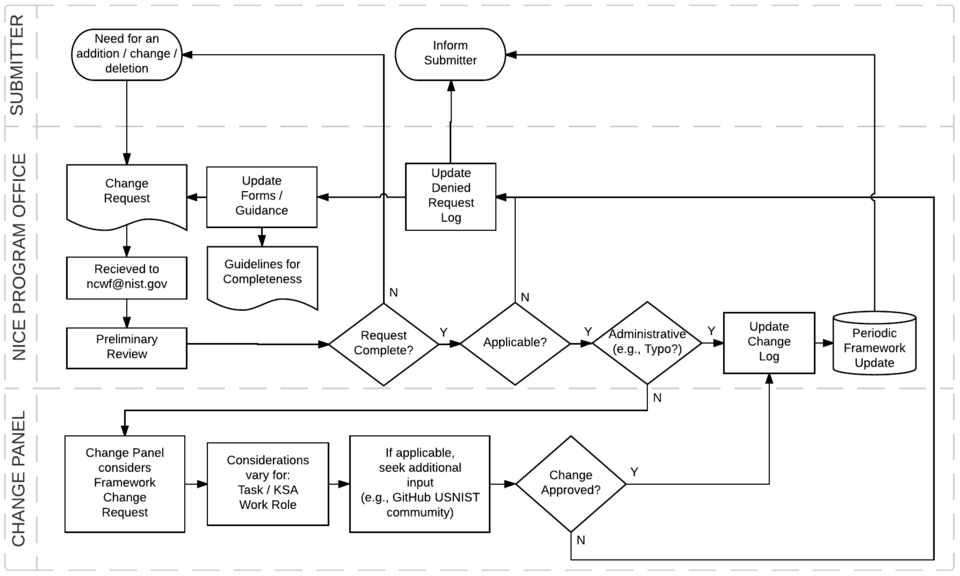 SUBMITTER
Need for an
addition / change /
deletion
Inform
Submitter
NICE PROGRAM OFFICE
Change
Request
Update
Forms /
Guidance
Update
Denied
Request
Log
Recieved to
ncwf@nist.gov
Guidelines for
Completeness
Preliminary
Review
N
Request
Complete?
Y
N
Applicable?
Y
Administrative
(e.g., Typo?)
Y
N
Update
Change
Log
Periodic
Framework
Update
CHANGE PANEL
Change Panel
considers
Framework
Change
Request
Considerations
vary for:
Task / KSA
Work Role
If applicable,
seek additional
input
(e.g., GitHub USNIST
commumity)
Change
Approved?
Y
N